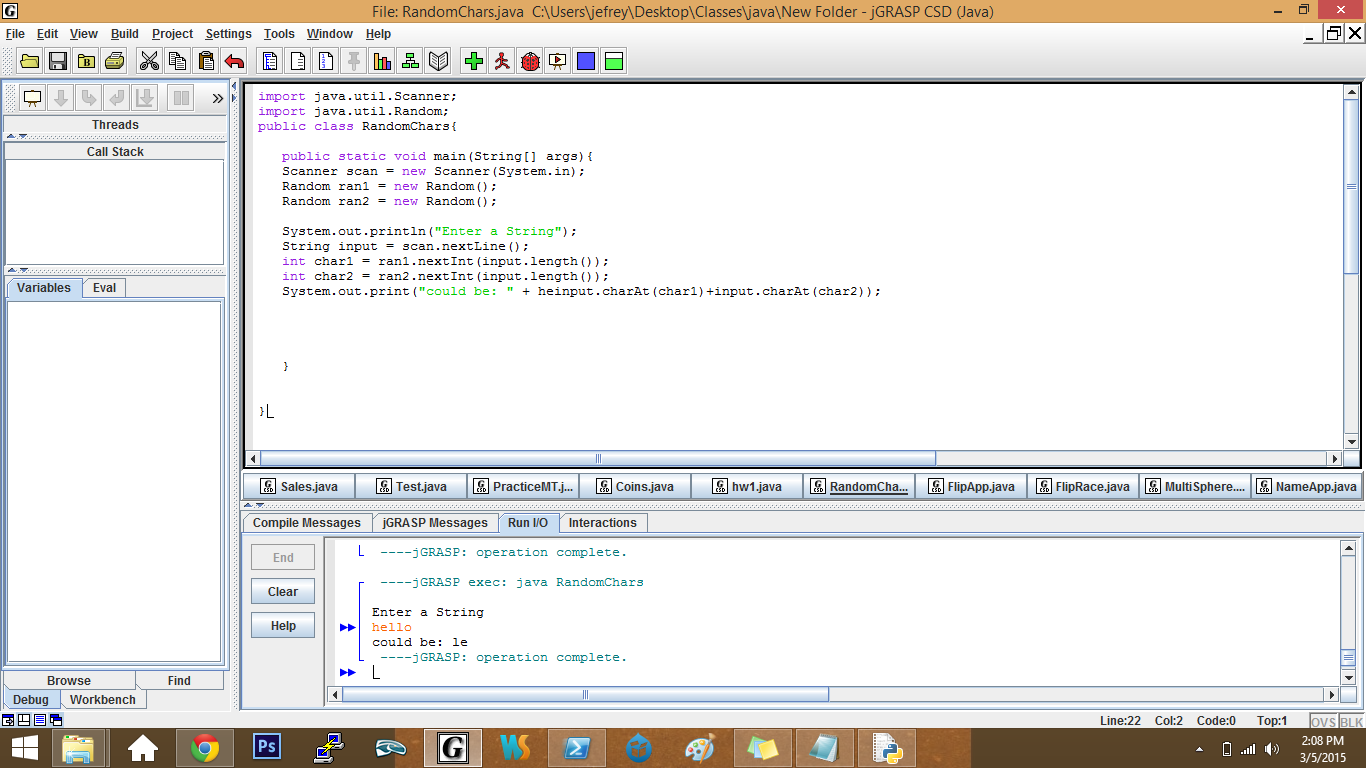 File: RandomChars.java  C:\Users\jefrey\Desktop\Classes\java\New Folder - jGRASP CSD (Java)
File Edit View Build Project Settings Tools Window Help
Threads
Call Stack
Variables Eval
import java.util.Scanner;
import java.util.Random;
public class RandomChars{
public static void main(String[] args){
Scanner scan = new Scanner(System.in);
Random ran1 = new Random();
Random ran2 = new Random();
System.out.println("Enter a String");
String input = scan.nextLine();
int char1 = ran1.nextInt(input.length());
int char2 = ran2.nextInt(input.length());
System.out.print("could be: " + heinput.charAt(char1)+input.charAt(char2));
}
}
Sales.java Test.java PracticeMT.j... Coins.java hw1.java RandomCha... FlipApp.java FlipRace.java MultiSphere.... NameApp.java
Compile Messages jGRASP Messages Run I/O Interactions
End
Clear
Help
----jGRASP: operation complete.
----jGRASP exec: java RandomChars
Enter a String
hello
could be: le
----jGRASP: operation complete.
Browse Find
Debug Workbench
Line:22 Col:2 Code:0 Top:1 OVS BLK
2:08 PM
3/5/2015